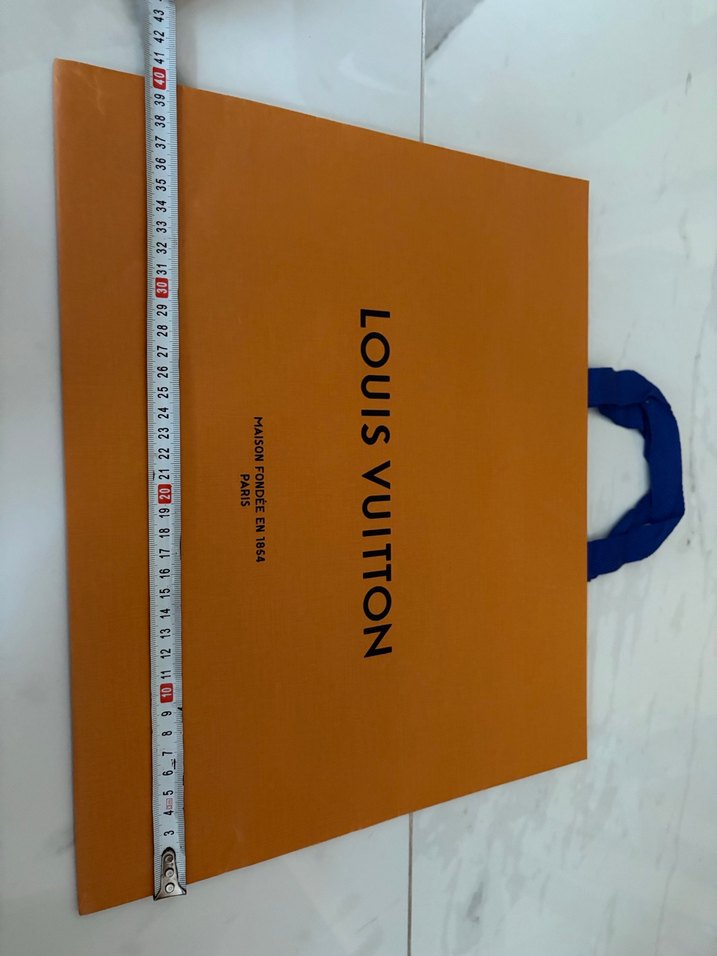 LOUIS VUITTON
MAISON FONDÉE EN 1854
PARIS
3 4 5 6 7 8 9 10 11 12 13 14 15 16 17 18 19 20 21 22 23 24 25 26 27 28 29 30 31 32 33 34 35 36 37 38 39 40 41 42 43